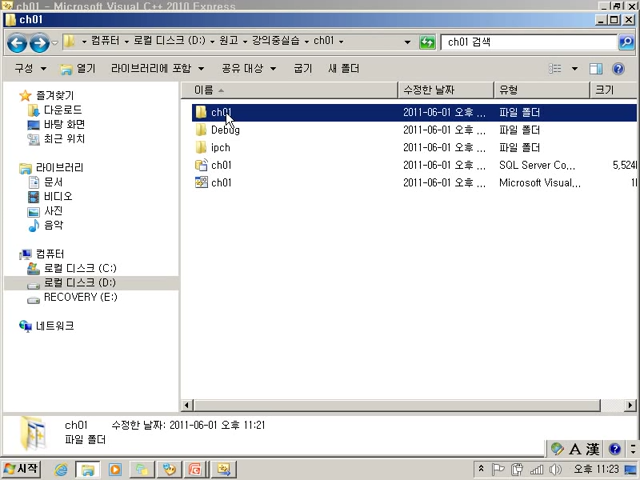 ch01 - Microsoft Visual C++ 2010 Express
ch01
컴퓨터 ▸ 로컬 디스크 (D:) ▸ 원고 ▸ 강의중실습 ▸ ch01 ▸
ch01 검색
구성 열기 라이브러리에 포함 공유 대상 굽기 새 폴더
이름 수정한 날짜 유형 크기
ch01 2011-06-01 오후 ... 파일 폴더
Debug 2011-06-01 오후 ... 파일 폴더
ipch 2011-06-01 오후 ... 파일 폴더
ch01 2011-06-01 오후 ... SQL Server Co... 5,524
ch01 2011-06-01 오후 ... Microsoft Visual...
즐겨찾기
다운로드
바탕 화면
최근 위치
라이브러리
문서
비디오
사진
음악
컴퓨터
로컬 디스크 (C:)
로컬 디스크 (D:)
RECOVERY (E:)
네트워크
ch01 수정한 날짜: 2011-06-01 오후 11:21
파일 폴더
A 漢
시작
오후 11:23